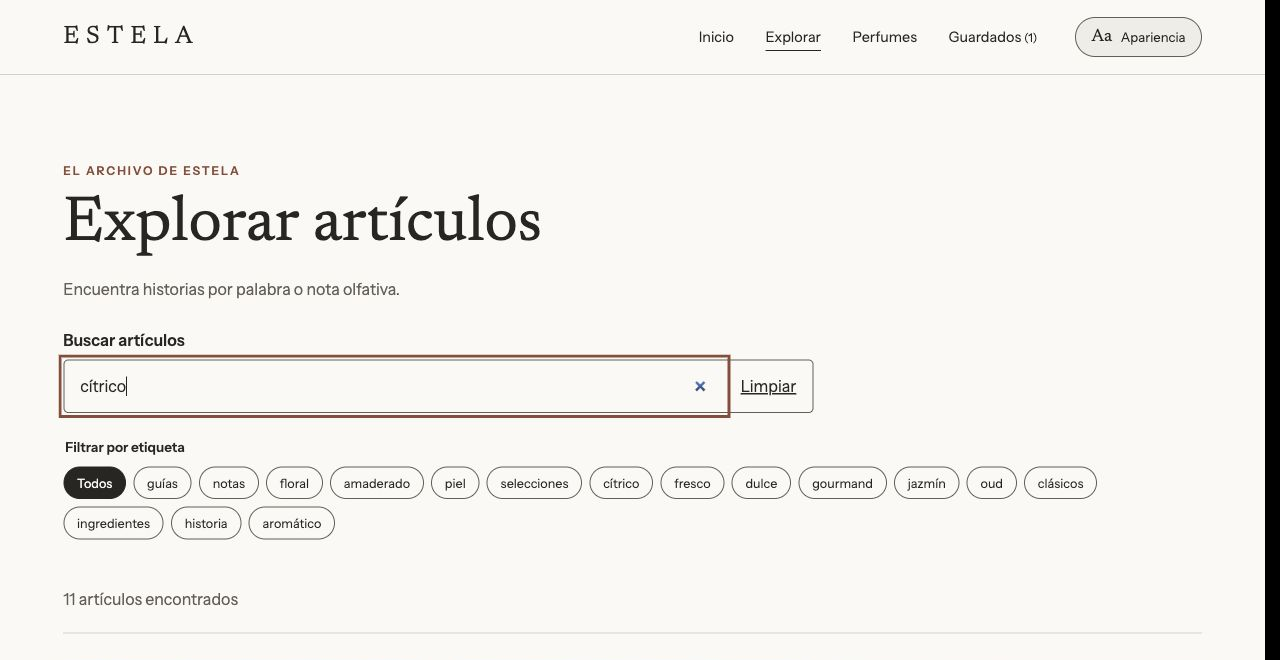 ESTELA
Inicio Explorar Perfumes Guardados (1) Aa Apariencia
EL ARCHIVO DE ESTELA
Explorar artículos
Encuentra historias por palabra o nota olfativa.
Buscar artículos
cítrico × Limpiar
Filtrar por etiqueta
Todos guías notas floral amaderado piel selecciones cítrico fresco dulce gourmand jazmín oud clásicos
ingredientes historia aromático
11 artículos encontrados